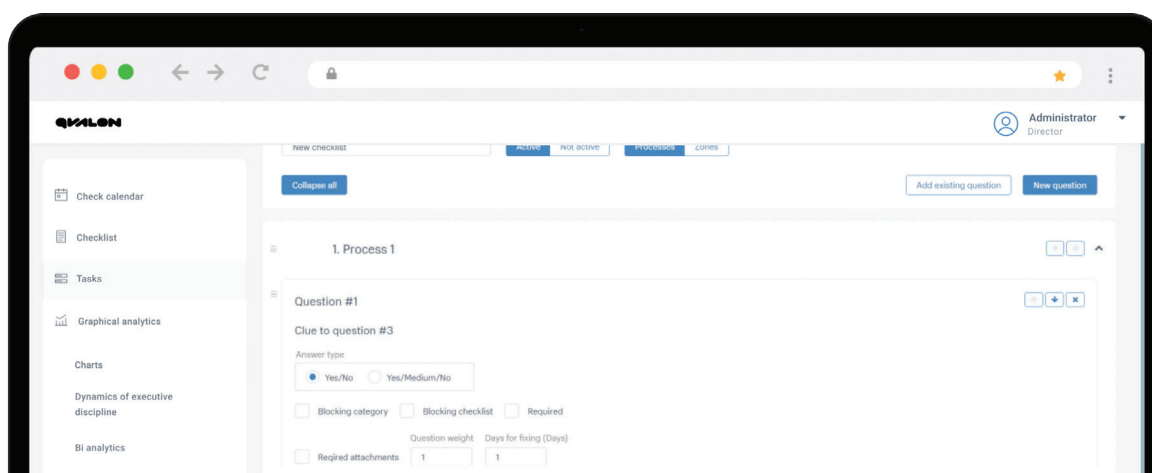 QVALON
Administrator
Director
New checklist
Active Not active
Processes Zones
Collapse all
Add existing question
New question
Check calendar
Checklist
Tasks
Graphical analytics
Charts
Dynamics of executive
discipline
Bi analytics
1. Process 1
Question #1
Clue to question #3
Answer type
Yes/No Yes/Medium/No
Blocking category Blocking checklist Required
Question weight Days for fixing (Days)
Reqired attachments 1 1